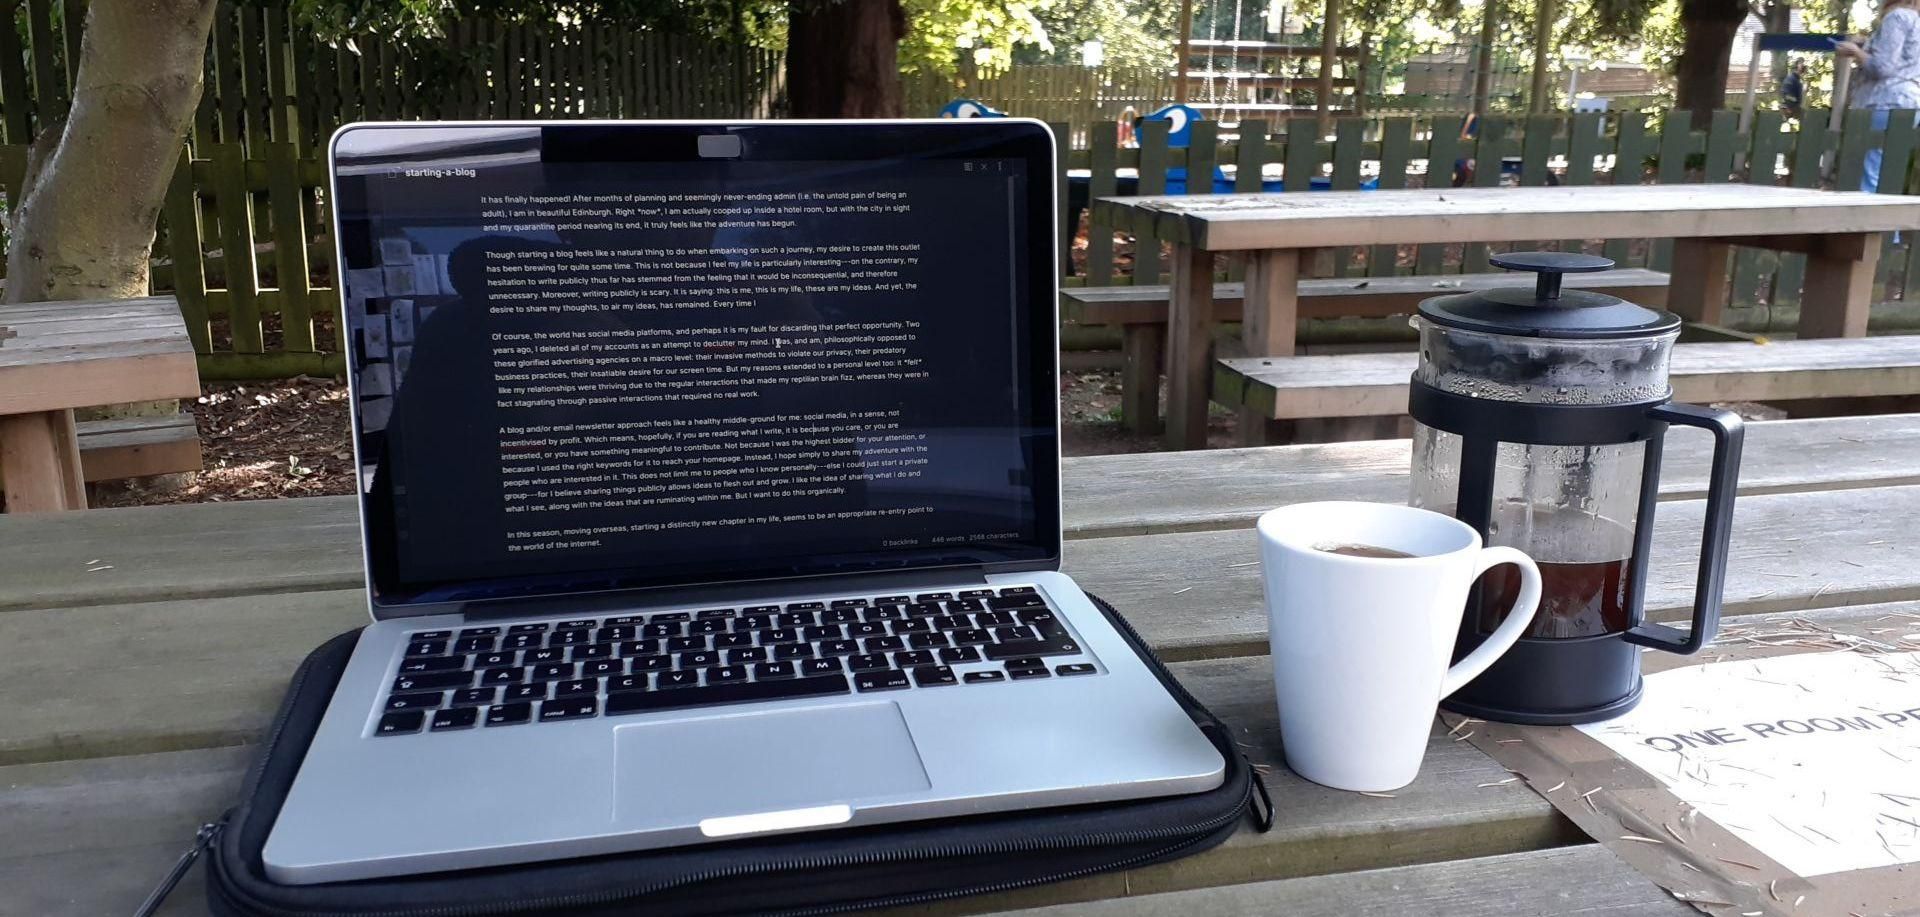 starting-a-blog
It has finally happened! After months of planning and seemingly never-ending admin (i.e. the untold pain of being an
adult), I am in beautiful Edinburgh. Right *now*, I am actually cooped up inside a hotel room, but with the city in sight
and my quarantine period nearing its end, it truly feels like the adventure has begun.
Though starting a blog feels like a natural thing to do when embarking on such a journey, my desire to create this outlet
has been brewing for quite some time. This is not because I feel my life is particularly interesting---on the contrary, my
hesitation to write publicly thus far has stemmed from the feeling that it would be inconsequential, and therefore
unnecessary. Moreover, writing publicly is scary. It is saying: this is me, this is my life, these are my ideas. And yet, the
desire to share my thoughts, to air my ideas, has remained. Every time I
Of course, the world has social media platforms, and perhaps it is my fault for discarding that perfect opportunity. Two
years ago, I deleted all of my accounts as an attempt to declutter my mind. I was, and am, philosophically opposed to
these glorified advertising agencies on a macro level: their invasive methods to violate our privacy, their predatory
business practices, their insatiable desire for our screen time. But my reasons extended to a personal level too: it *felt*
like my relationships were thriving due to the regular interactions that made my reptilian brain fizz, whereas they were in
fact stagnating through passive interactions that required no real work.
A blog and/or email newsletter approach feels like a healthy middle-ground for me: social media, in a sense, not
incentivised by profit. Which means, hopefully, if you are reading what I write, it is because you care, or you are
interested, or you have something meaningful to contribute. Not because I was the highest bidder for your attention, or
because I used the right keywords for it to reach your homepage. Instead, I hope simply to share my adventure with the
people who are interested in it. This does not limit me to people who I know personally---else I could just start a private
group---for I believe sharing things publicly allows ideas to flesh out and grow. I like the idea of sharing what I do and
what I see, along with the ideas that are ruminating within me. But I want to do this organically.
In this season, moving overseas, starting a distinctly new chapter in my life, seems to be an appropriate re-entry point to
the world of the internet.
0 backlinks 446 words 2568 characters
Q W E R T Y U I O P
A S D F G H J K L
Z X C V B N M
cmd cmd
ONE ROOM PE